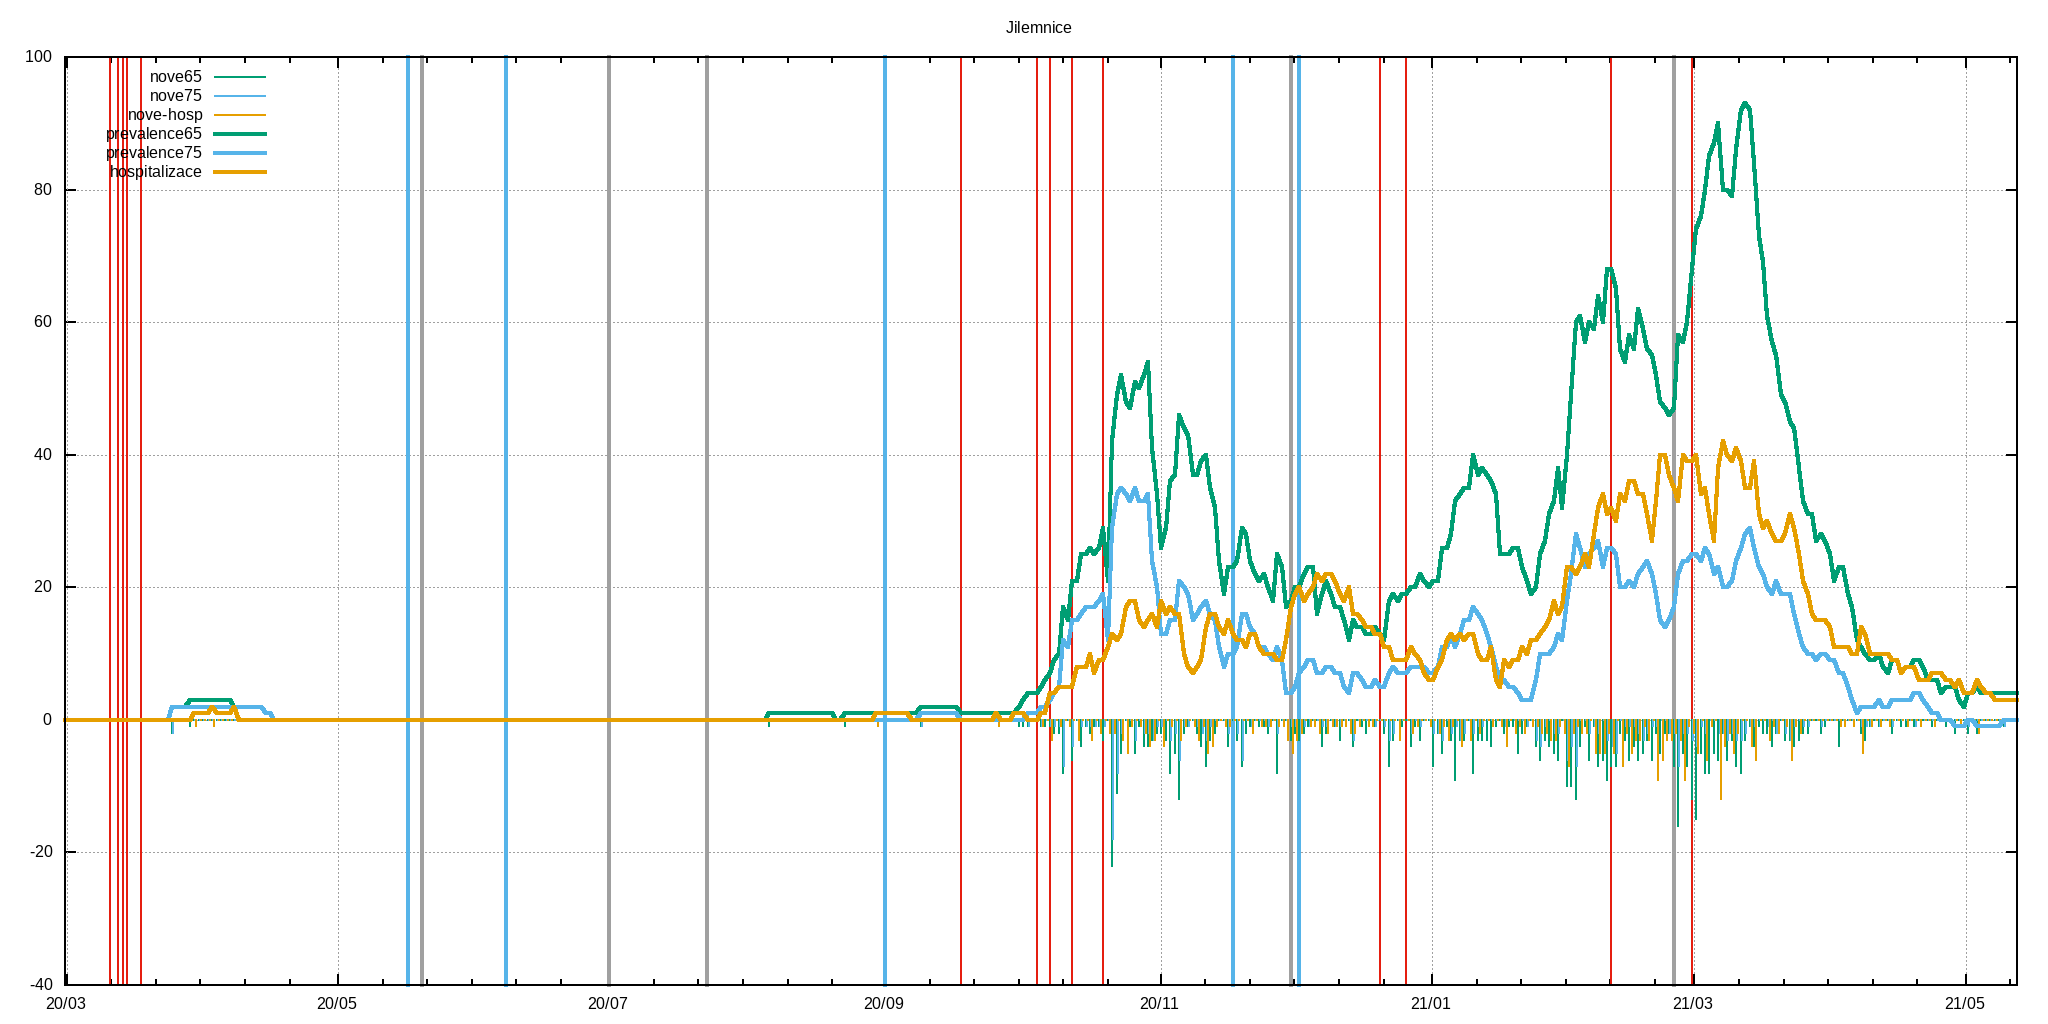 Jilemnice
100
80
60
40
20
0
-20
-40
nove65
nove75
nove-hosp
prevalence65
prevalence75
hospitalizace
20/03 20/05 20/07 20/09 20/11 21/01 21/03 21/05